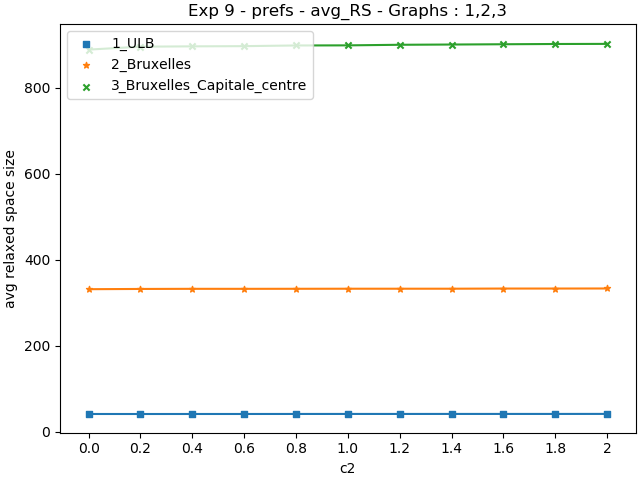 Exp 9 - prefs - avg_RS - Graphs : 1,2,3
1_ULB
2_Bruxelles
3_Bruxelles_Capitale_centre
avg relaxed space size
800
600
400
200
0
0.0 0.2 0.4 0.6 0.8 1.0 1.2 1.4 1.6 1.8 2
c2